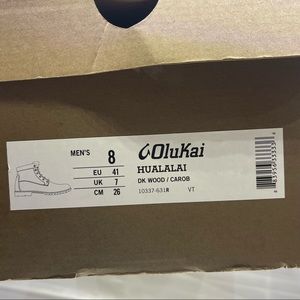 MEN'S 8
EU 41
UK 7
CM 26
OluKai
HUALALAI
DK WOOD / CAROB
10337-631R VT